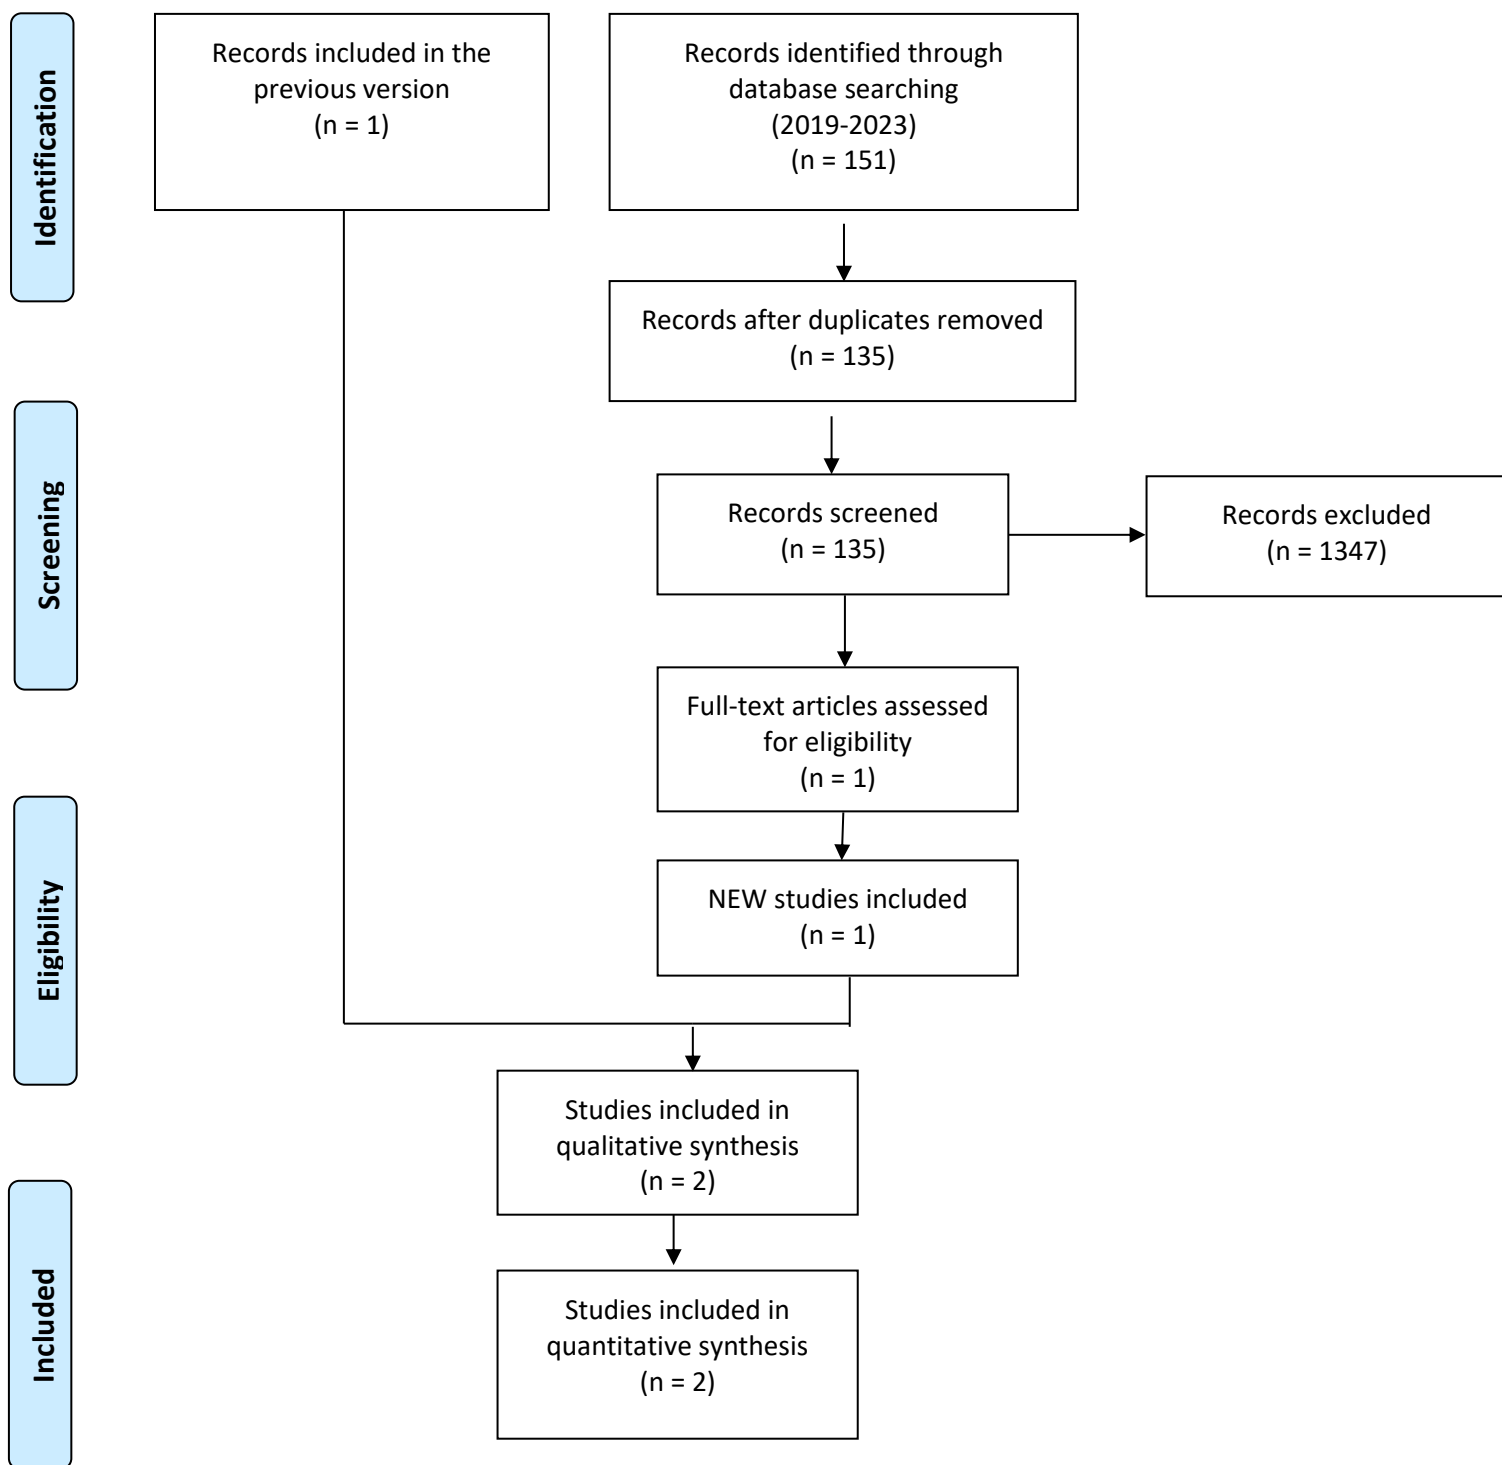 Identification
Records included in the
previous version
(n = 1)
Records identified through
database searching
(2019-2023)
(n = 151)
Records after duplicates removed
(n = 135)
Screening
Records screened
(n = 135)
Records excluded
(n = 1347)
Full-text articles assessed
for eligibility
(n = 1)
Eligibility
NEW studies included
(n = 1)
Studies included in
qualitative synthesis
(n = 2)
Included
Studies included in
quantitative synthesis
(n = 2)